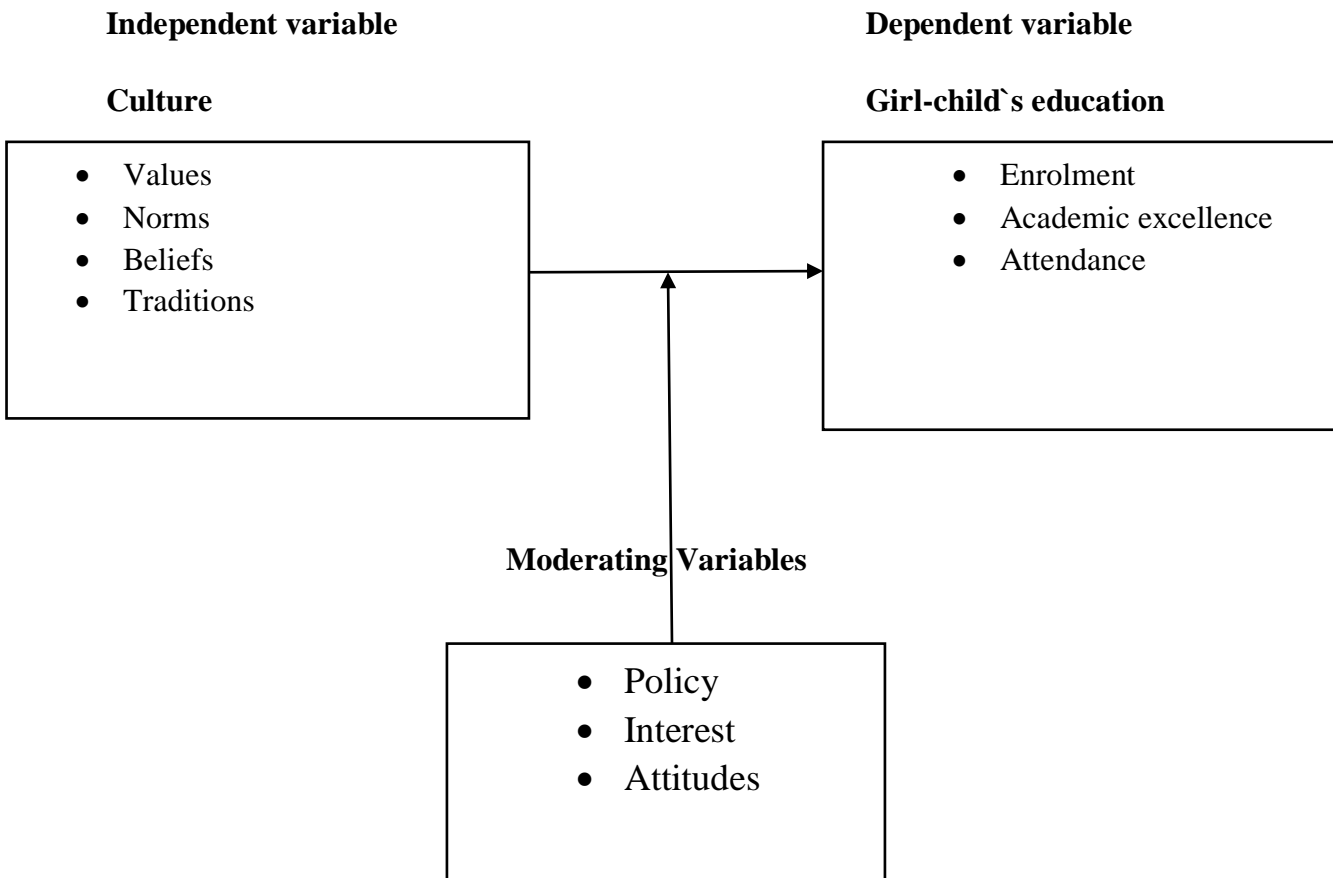 Independent variable
Dependent variable
Culture
Girl-child`s education
• Values
• Norms
• Beliefs
• Traditions
• Enrolment
• Academic excellence
• Attendance
Moderating Variables
• Policy
• Interest
• Attitudes